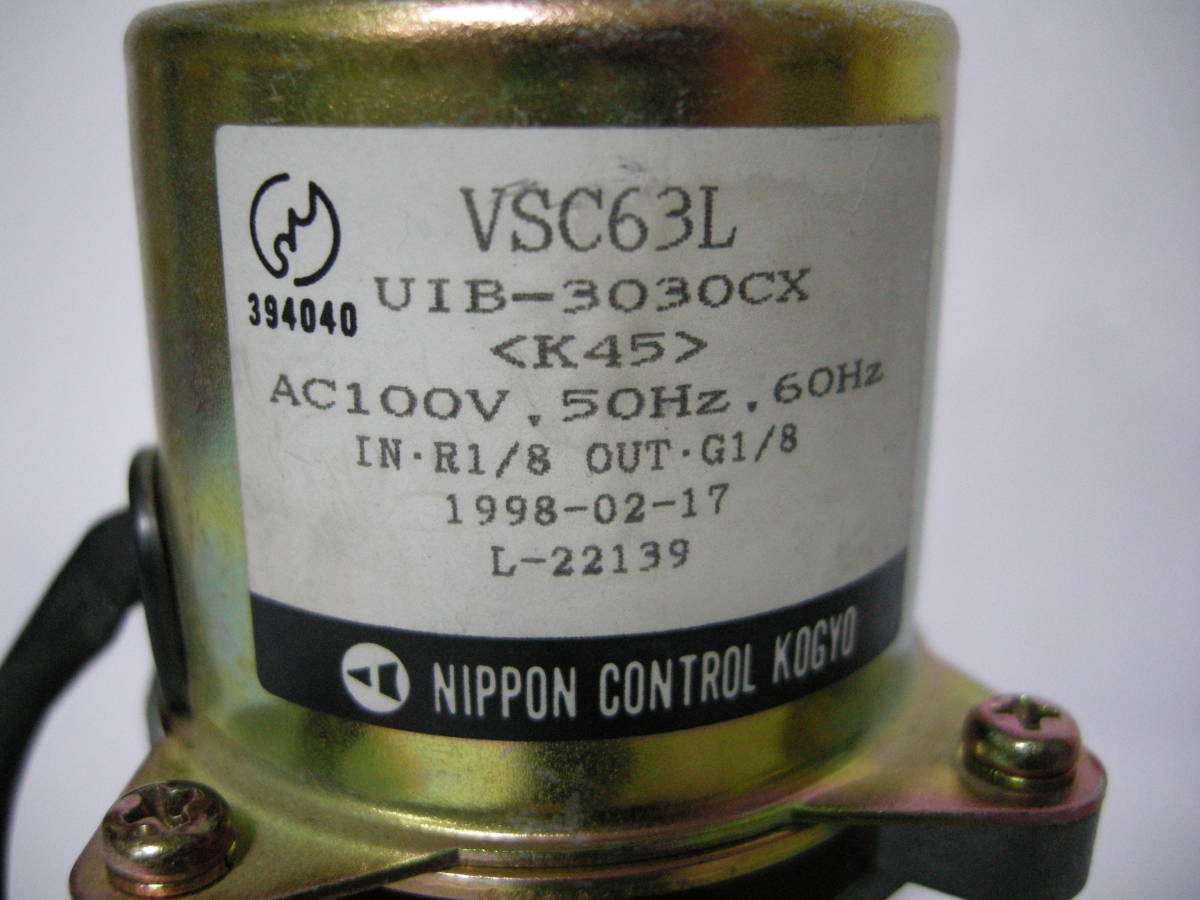 VSC63L
394040
UIB-3030CX
<K45>
AC100V,50Hz,60Hz
IN·R1/8 OUT·G1/8
1998-02-17
L-22139
NIPPON CONTROL KOGYO